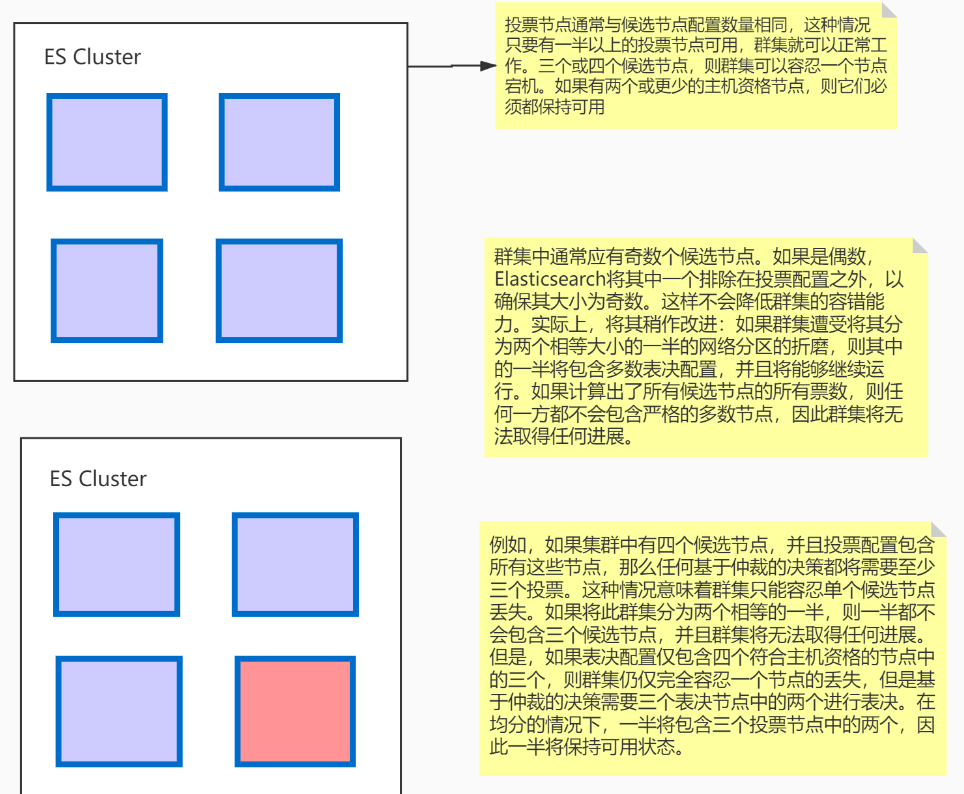 ES Cluster
投票节点通常与候选节点配置数量相同，这种情况
只要有一半以上的投票节点可用，群集就可以正常工
作。三个或四个候选节点，则群集可以容忍一个节点
宕机。如果有两个或更少的主机资格节点，则它们必
须都保持可用
群集中通常应有奇数个候选节点。如果是偶数，
Elasticsearch将其中一个排除在投票配置之外，以
确保其大小为奇数。这样不会降低群集的容错能
力。实际上，将其稍作改进：如果群集遭受将其分
为两个相等大小的一半的网络分区的折磨，则其中
的一半将包含多数表决配置，并且将能够继续运
行。如果计算出了所有候选节点的所有票数，则任
何一方都不会包含严格的多数节点，因此群集将无
法取得任何进展。
ES Cluster
例如，如果集群中有四个候选节点，并且投票配置包含
所有这些节点，那么任何基于仲裁的决策都将需要至少
三个投票。这种情况意味着群集只能容忍单个候选节点
丢失。如果将此群集分为两个相等的一半，则一半都不
会包含三个候选节点，并且群集将无法取得任何进展。
但是，如果表决配置仅包含四个符合主机资格的节点中
的三个，则群集仍仅完全容忍一个节点的丢失，但是基
于仲裁的决策需要三个表决节点中的两个进行表决。在
均分的情况下，一半将包含三个投票节点中的两个，因
此一半将保持可用状态。